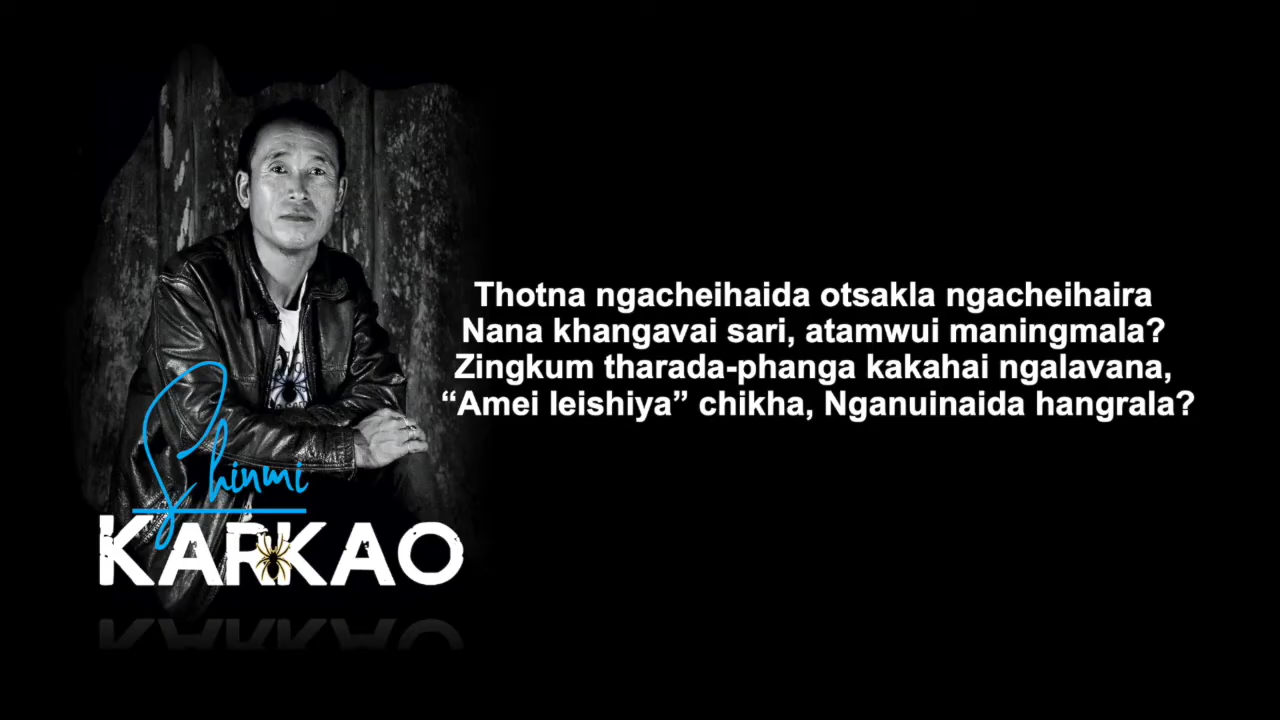 Thotna ngacheihaida otsakla ngacheihaira
Nana khangavai sari, atamwui maningmala?
Zingkum tharada-phanga kakahai ngalavana,
“Amei leishiya” chikha, Nganuinaida hangrala?
Shinmi
KARKAO